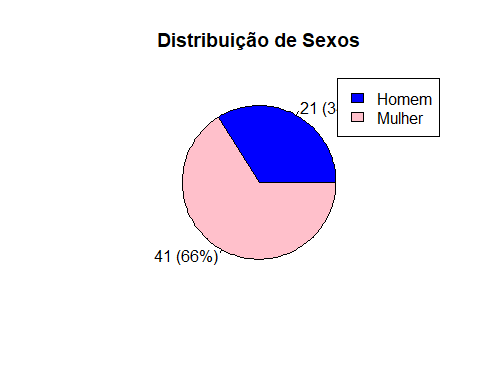 Distribuição de Sexos
21 (3
Homem
Mulher
41 (66%)